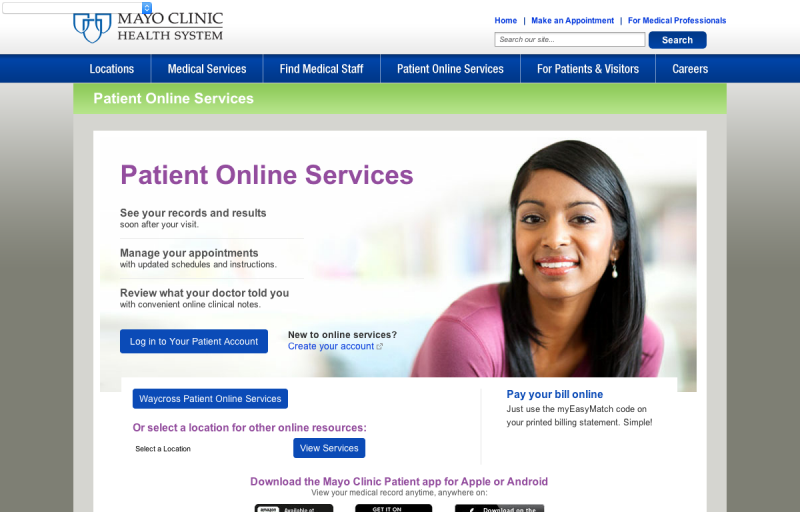 MAYO CLINIC
HEALTH SYSTEM
Home | Make an Appointment | For Medical Professionals
Search our site...
Search
Locations
Medical Services
Find Medical Staff
Patient Online Services
For Patients & Visitors
Careers
Patient Online Services
Patient Online Services
See your records and results
soon after your visit.
Manage your appointments
with updated schedules and instructions.
Review what your doctor told you
with convenient online clinical notes.
Log in to Your Patient Account
New to online services?
Create your account
Waycross Patient Online Services
Or select a location for other online resources:
Select a Location
View Services
Pay your bill online
Just use the myEasyMatch code on
your printed billing statement. Simple!
Download the Mayo Clinic Patient app for Apple or Android
View your medical record anytime, anywhere on:
amazon
Available at
GET IT ON
Download on the